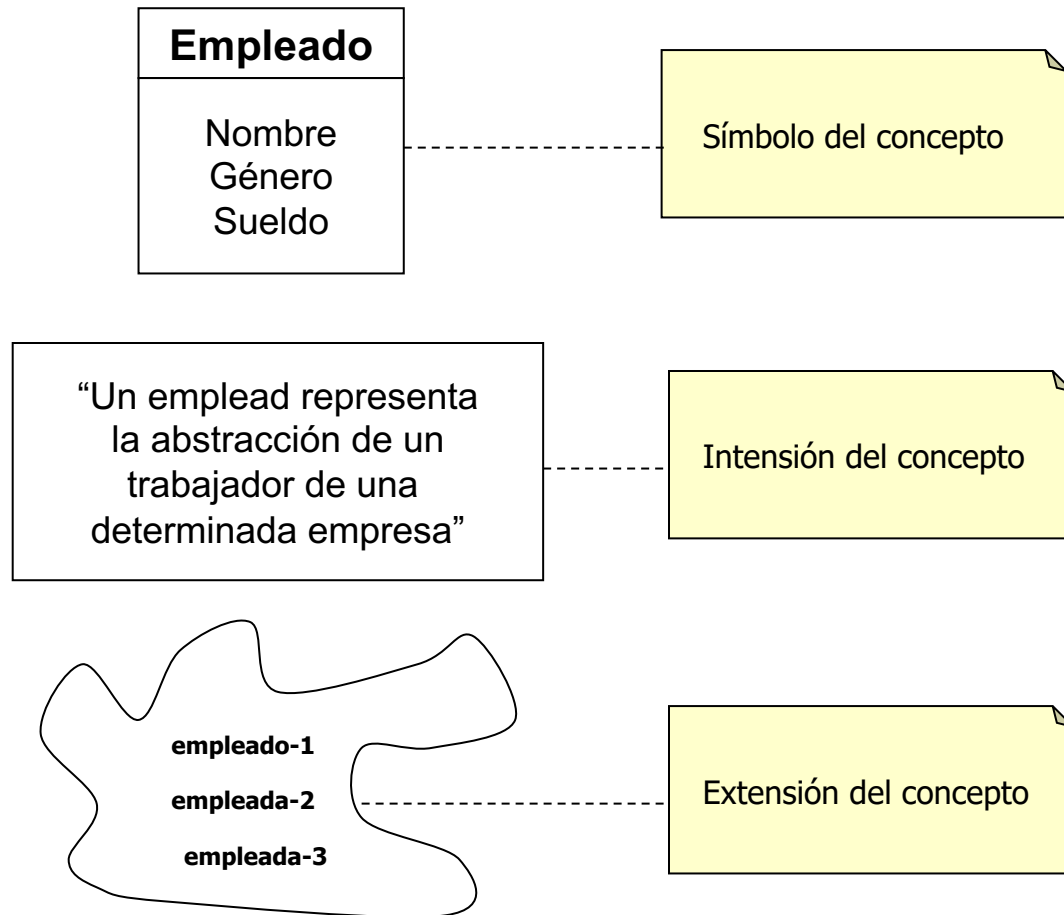 Empleado
Nombre
Género
Sueldo
Símbolo del concepto
“Un emplead representa
la abstracción de un
trabajador de una
determinada empresa”
Intensión del concepto
empleado-1
empleada-2
empleada-3
Extensión del concepto